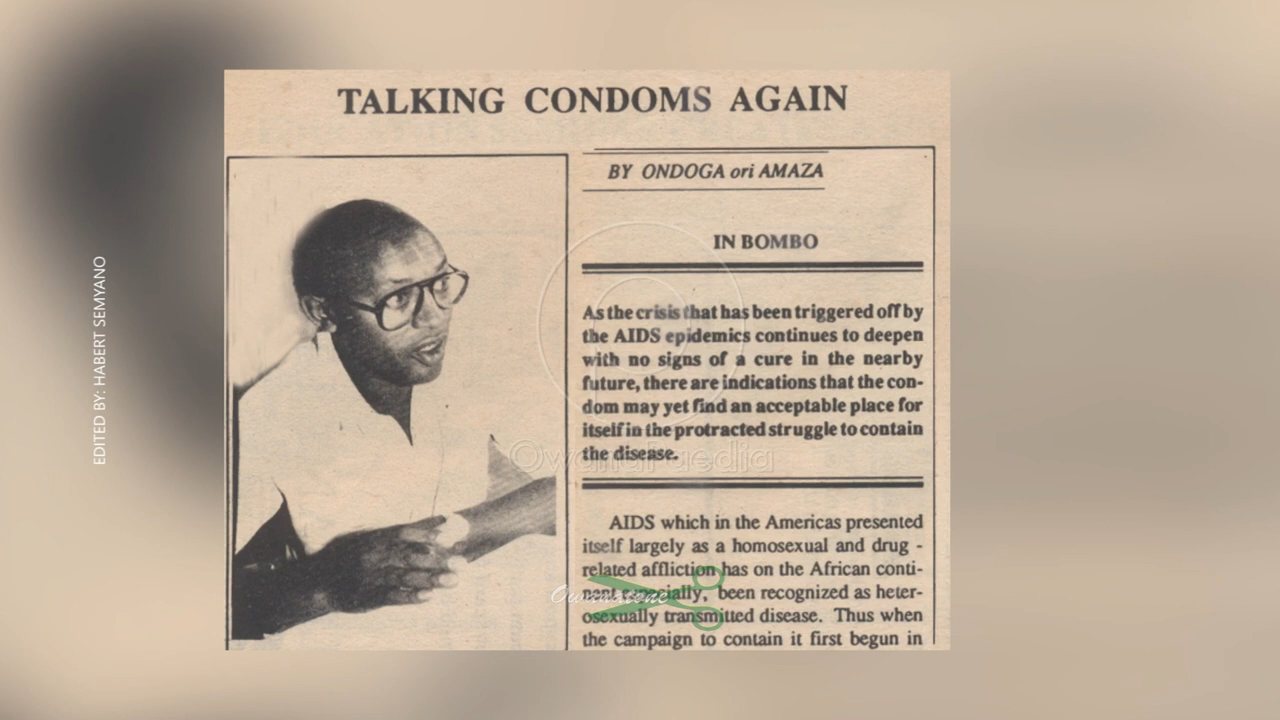 TALKING CONDOMS AGAIN
BY ONDOGA ori AMAZA
IN BOMBO
As the crisis that has been triggered off by
the AIDS epidemics continues to deepen
with no signs of a cure in the nearby
future, there are indications that the con-
dom may yet find an acceptable place for
itself in the protracted struggle to contain
the disease.
AIDS which in the Americas presented
itself largely as a homosexual and drug -
related affliction has on the African conti-
nent especially, been recognized as heter-
osexually transmitted disease. Thus when
the campaign to contain it first begun in
EDITED BY: HABERT SEMYANO
OwanaPaedia